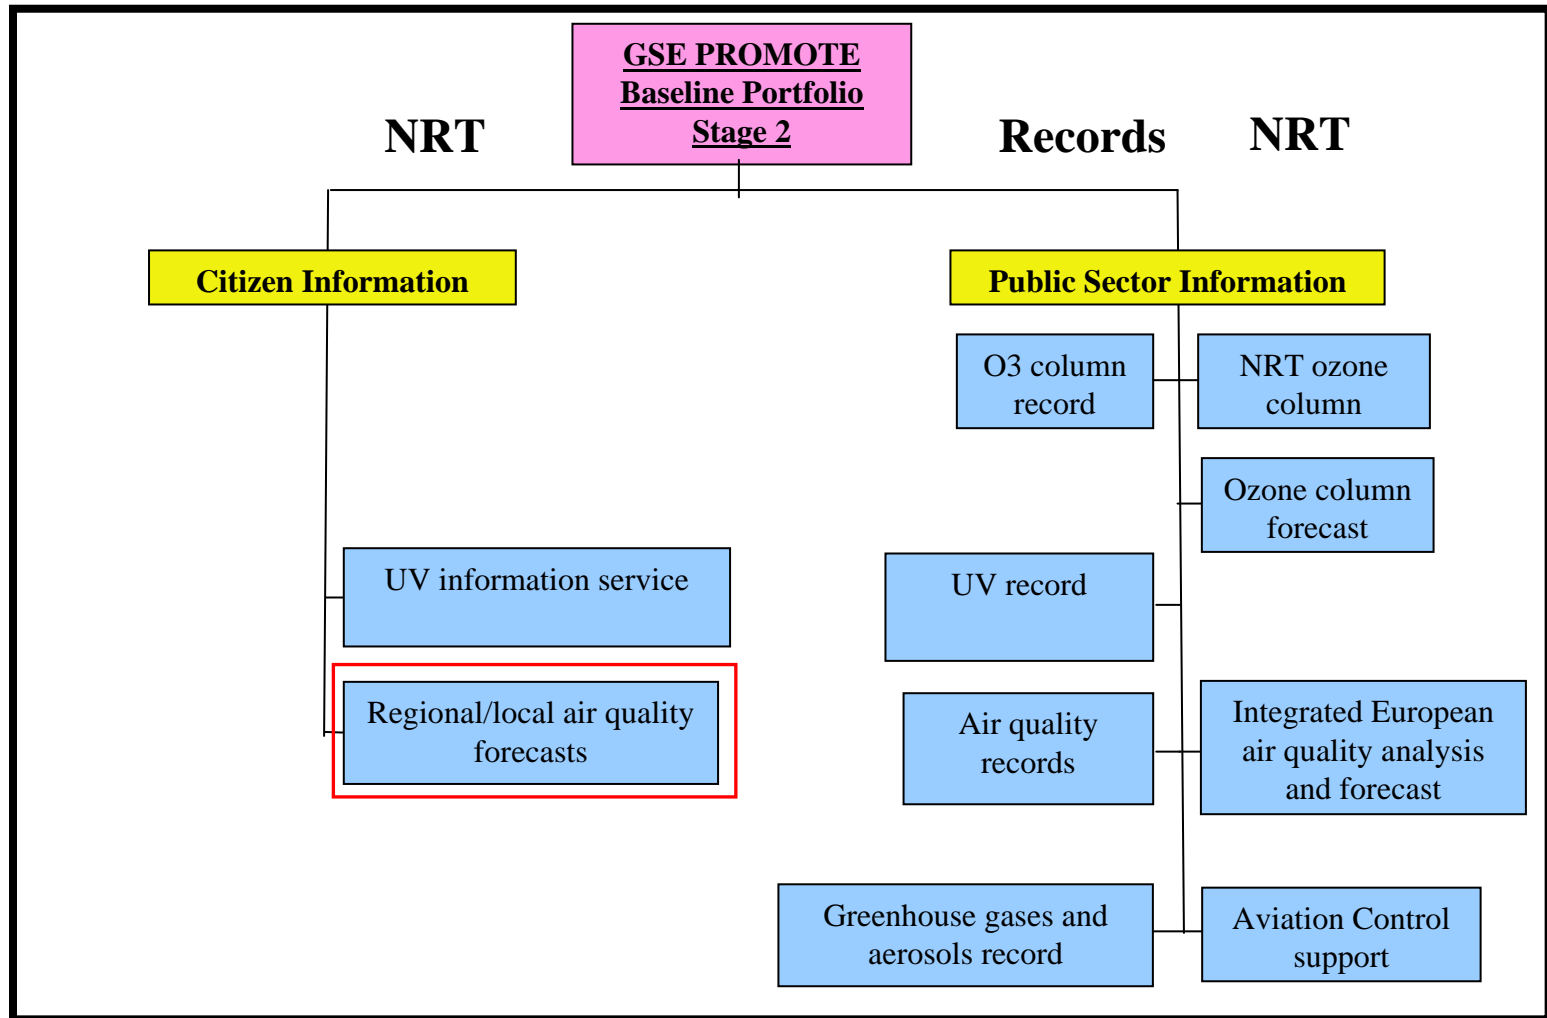 GSE PROMOTE
Baseline Portfolio
Stage 2
NRT
Records
NRT
Citizen Information
Public Sector Information
O3 column
record
NRT ozone
column
Ozone column
forecast
UV information service
UV record
Regional/local air quality
forecasts
Air quality
records
Integrated European
air quality analysis
and forecast
Greenhouse gases and
aerosols record
Aviation Control
support